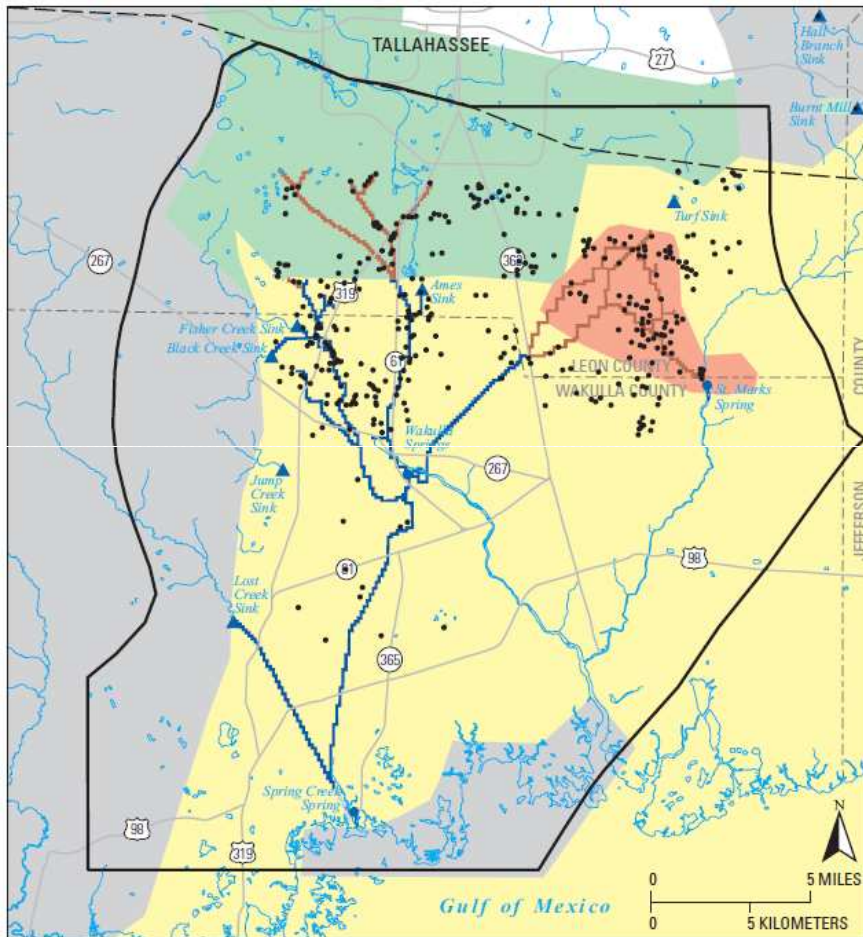 TALLAHASSEE
Hall
Branch
Sink
27
Burnt Mill
Sink
Turf Sink
267
363
319
Ames
Sink
Fisher Creek Sink
Black Creek Sink
61
LEON COUNTY
WAKULLA COUNTY
COUNTY
JEFFERSON
St. Marks
Spring
Wakulla
Springs
267
Jump
Creek
Sink
98
61
Lost
Creek
Sink
365
Spring Creek
Spring
98
319
N
0 5 MILES
0 5 KILOMETERS
Gulf of Mexico